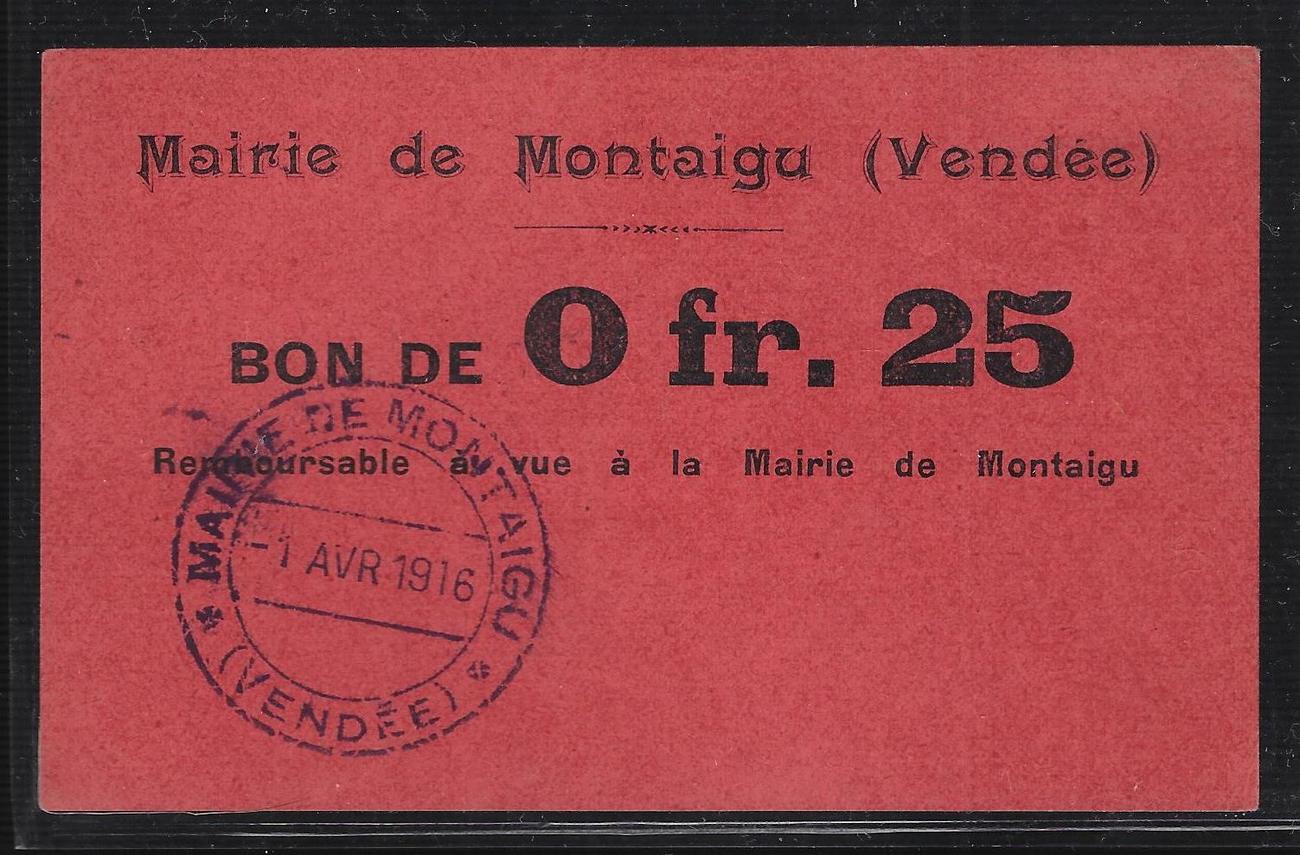 Mairie de Montaigu (Vendée)
BON DE 0 fr. 25
Remboursable à vue à la Mairie de Montaigu
MAIRIE DE MONTAIGU
-1 AVR 1916
(VENDÉE)